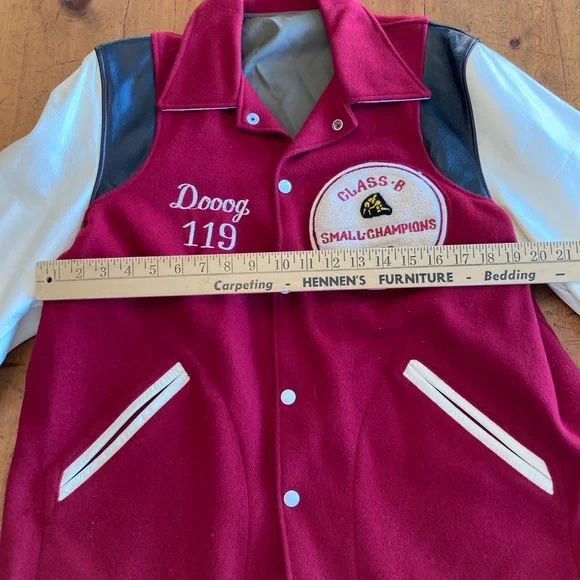 Dooog
119
CLASS-B
SMALL-CHAMPIONS
1 2 3 4 5 6 7 8 9 10 11 12 13 14 15 16 17 18 19 20 21
Carpeting - HENNEN'S FURNITURE - Bedding -